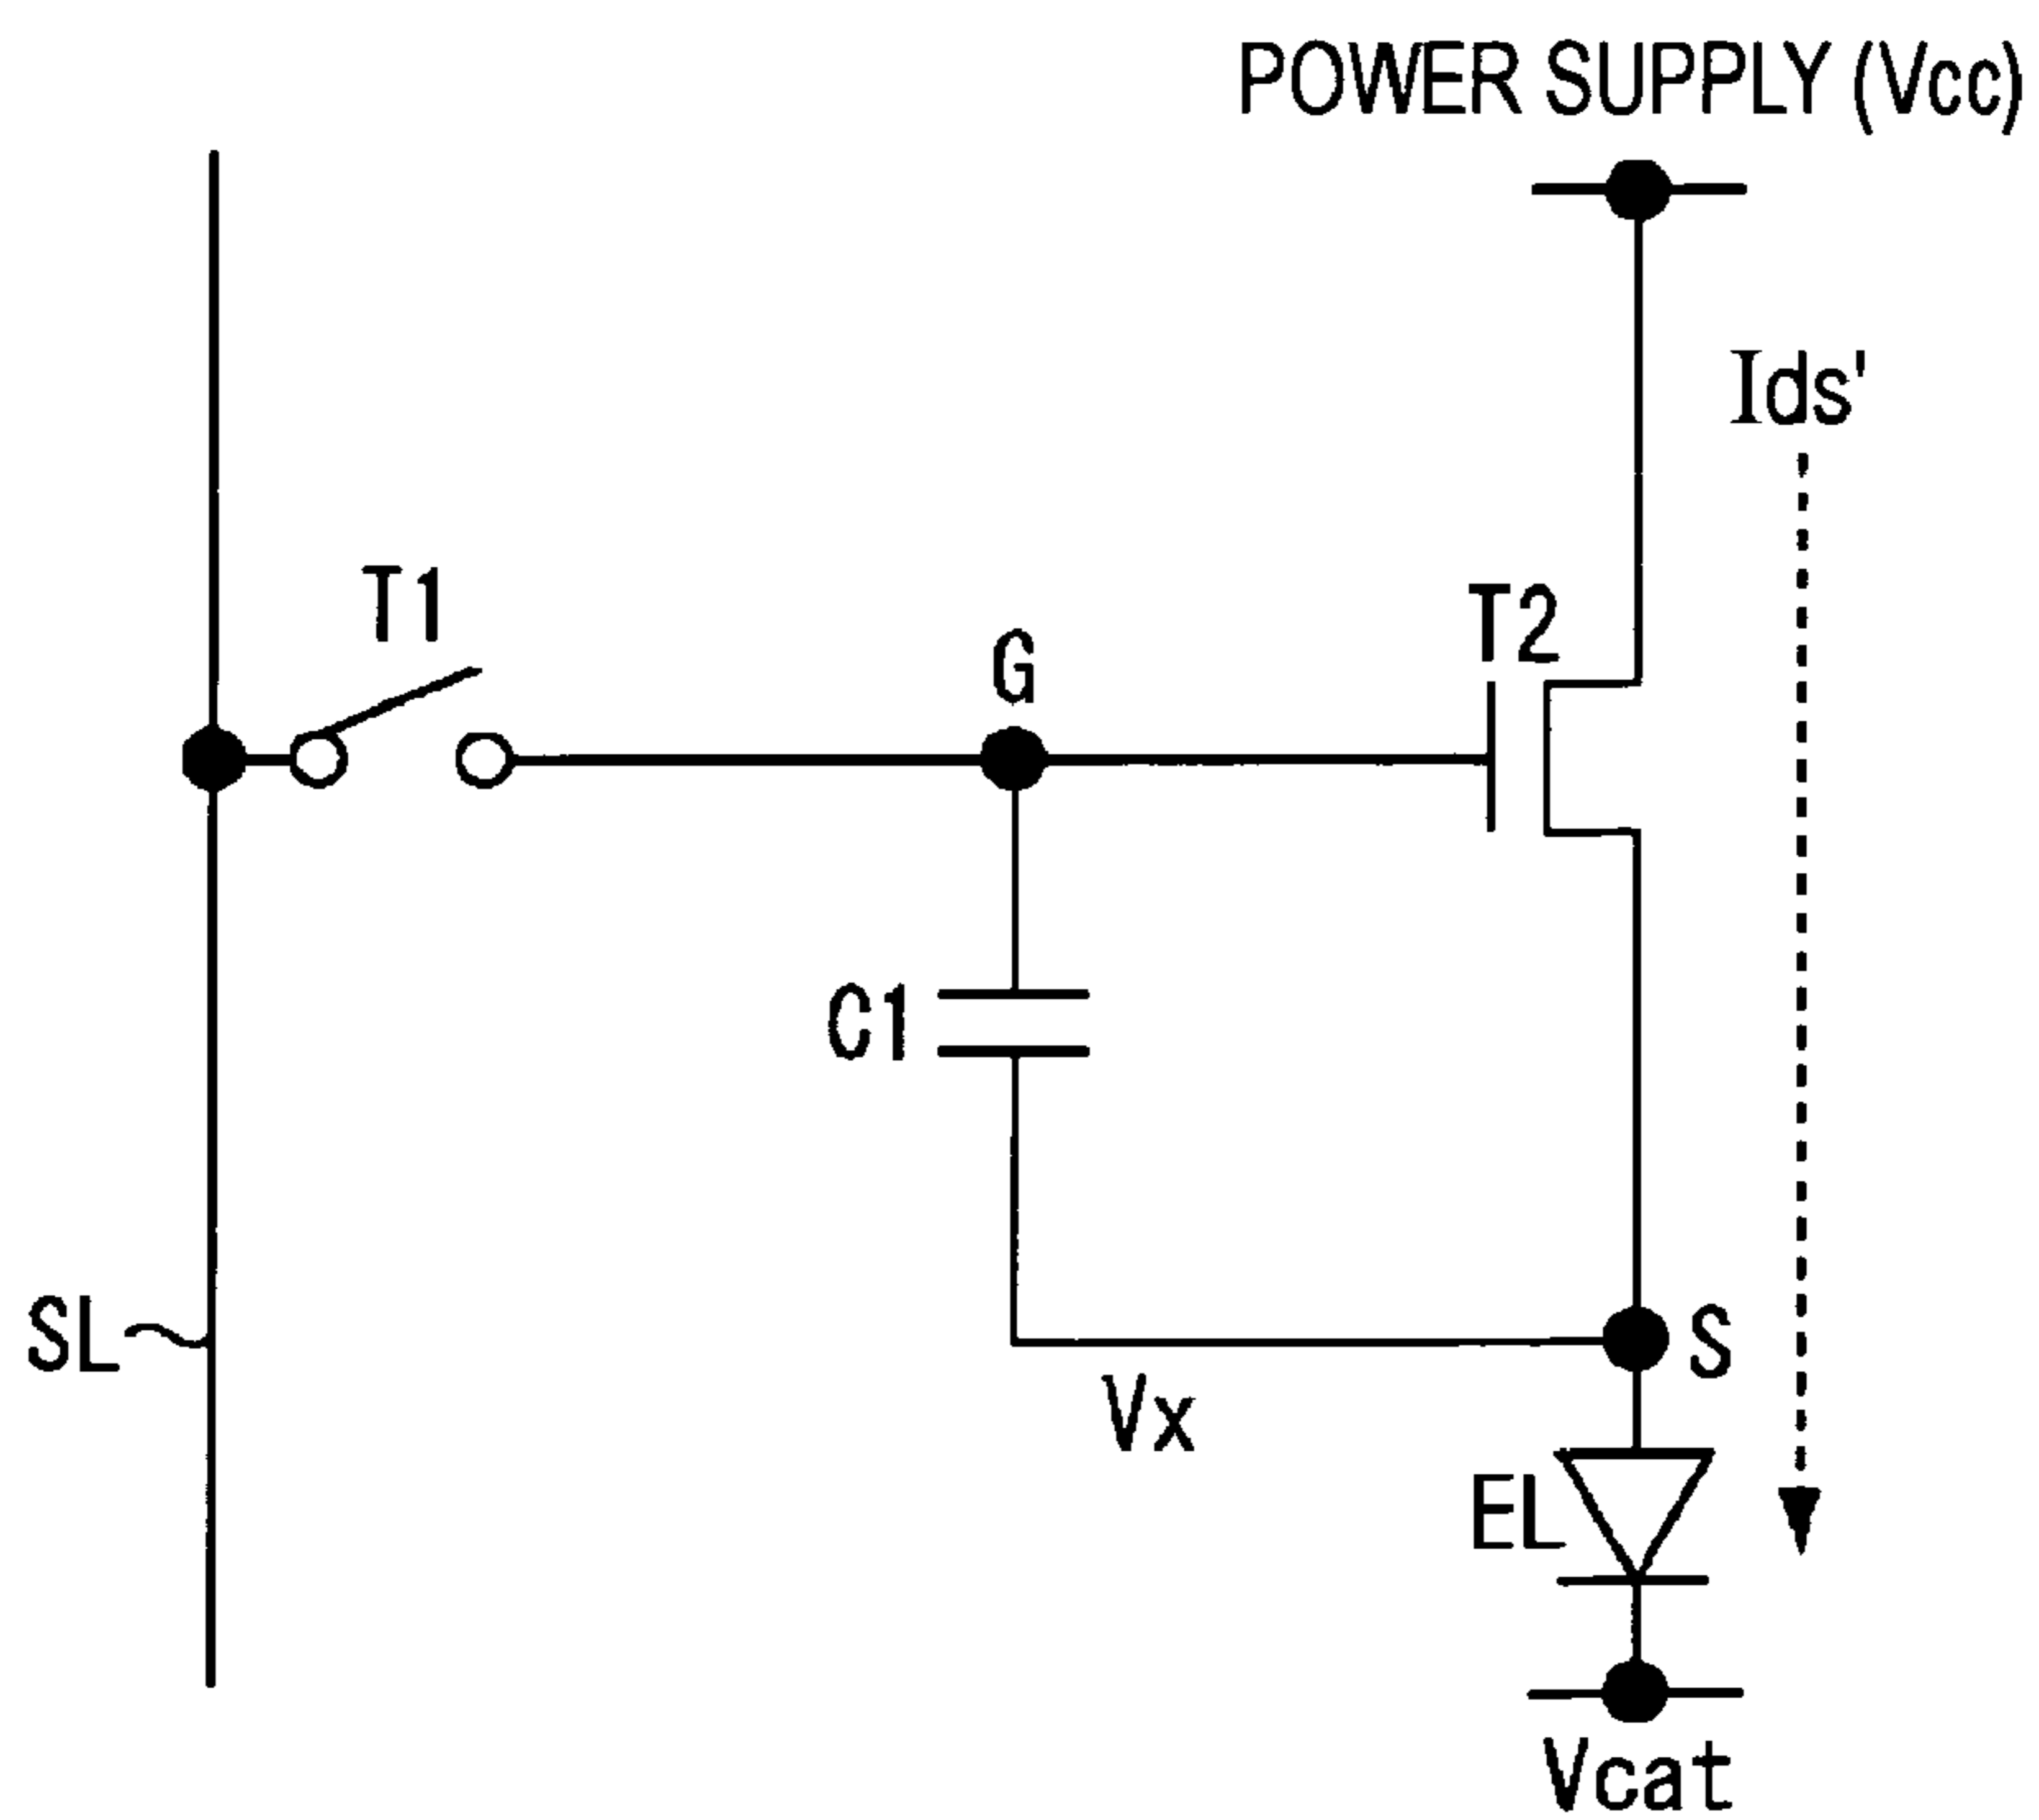 POWER SUPPLY (Vcc)
Ids'
T1
T2
G
C1
SL
S
Vx
EL
Vcat